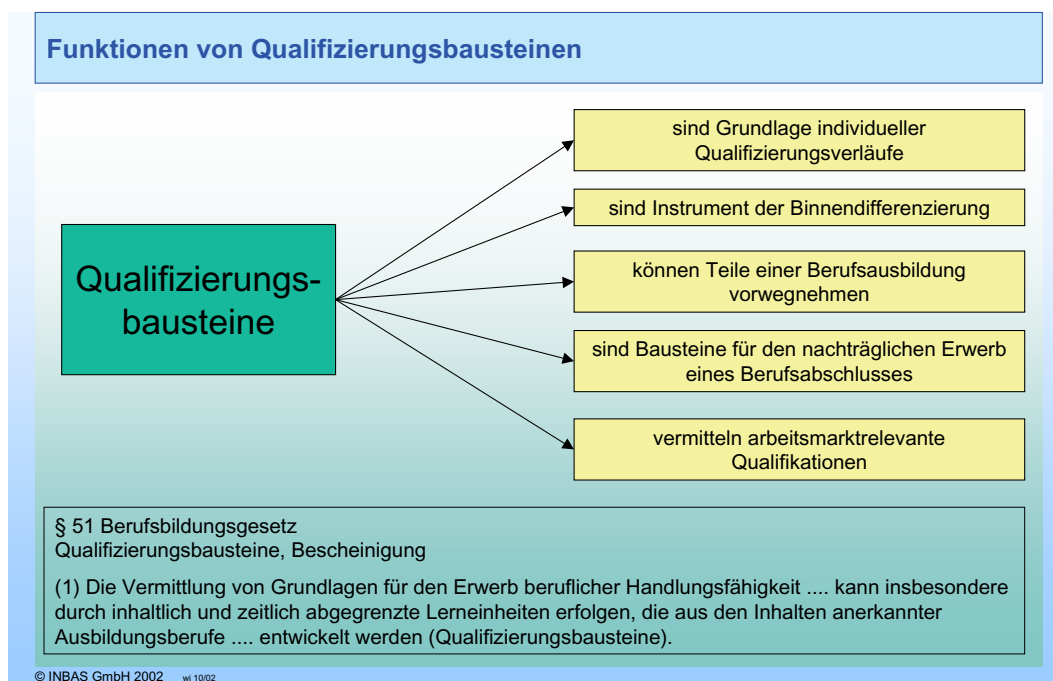 Funktionen von Qualifizierungsbausteinen
sind Grundlage individueller
Qualifizierungsverläufe
sind Instrument der Binnendifferenzierung
Qualifizierungs-
bausteine
können Teile einer Berufsausbildung
vorwegnehmen
sind Bausteine für den nachträglichen Erwerb
eines Berufsabschlusses
vermitteln arbeitsmarktrelevante
Qualifikationen
§ 51 Berufsbildungsgesetz
Qualifizierungsbausteine, Bescheinigung
(1) Die Vermittlung von Grundlagen für den Erwerb beruflicher Handlungsfähigkeit .... kann insbesondere
durch inhaltlich und zeitlich abgegrenzte Lerneinheiten erfolgen, die aus den Inhalten anerkannter
Ausbildungsberufe .... entwickelt werden (Qualifizierungsbausteine).
© INBAS GmbH 2002 wi 10/02